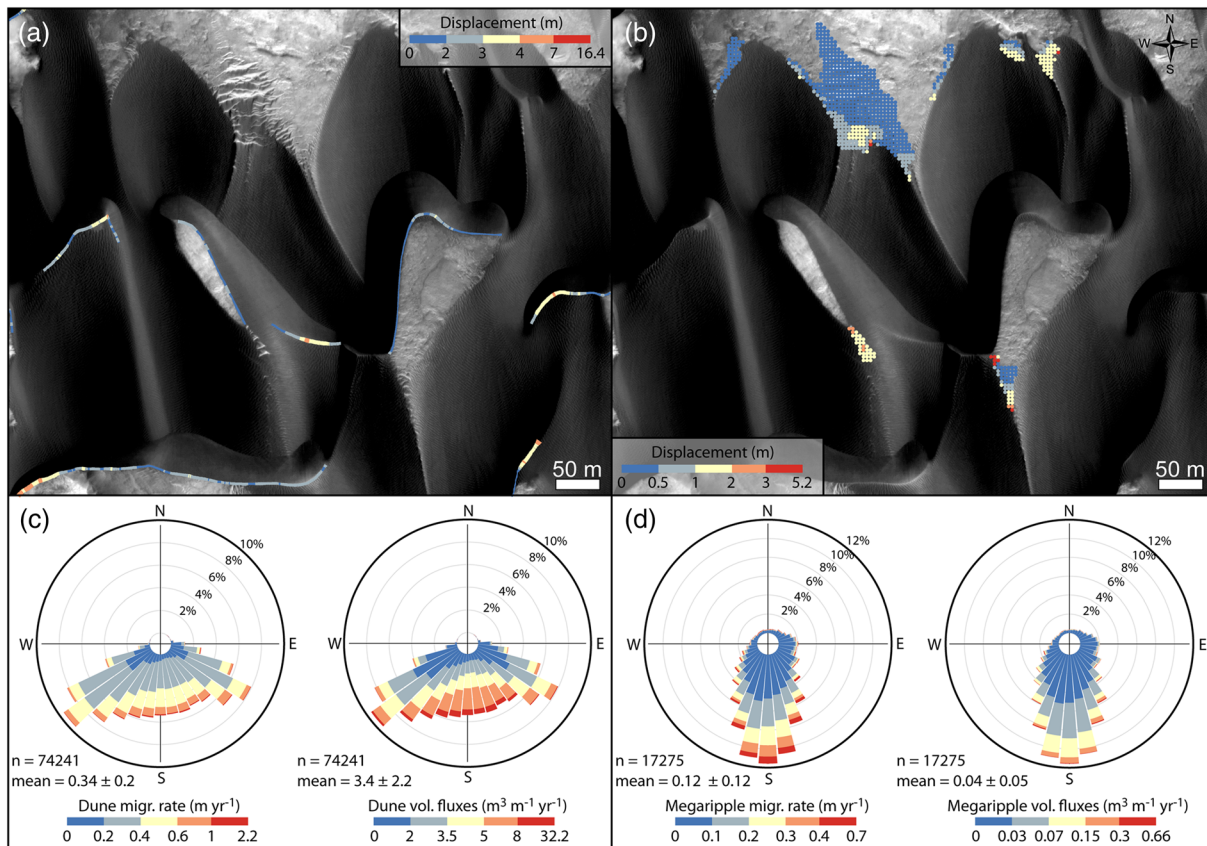 (a)
Displacement (m)
0 2 3 4 7 16.4
50 m
(b)
N
W E
S
Displacement (m)
0 0.5 1 2 3 5.2
50 m
(c)
N
10%
8%
6%
4%
2%
W E
S
n = 74241
mean = 0.34 ± 0.2
Dune migr. rate (m yr⁻¹)
0 0.2 0.4 0.6 1 2.2
N
10%
8%
6%
4%
2%
W E
S
n = 74241
mean = 3.4 ± 2.2
Dune vol. fluxes (m³ m⁻¹ yr⁻¹)
0 2 3.5 5 8 32.2
(d)
N
12%
10%
8%
6%
4%
2%
W E
S
n = 17275
mean = 0.12 ± 0.12
Megaripple migr. rate (m yr⁻¹)
0 0.1 0.2 0.3 0.4 0.7
N
12%
10%
8%
6%
4%
2%
W E
S
n = 17275
mean = 0.04 ± 0.05
Megaripple vol. fluxes (m³ m⁻¹ yr⁻¹)
0 0.03 0.07 0.15 0.3 0.66